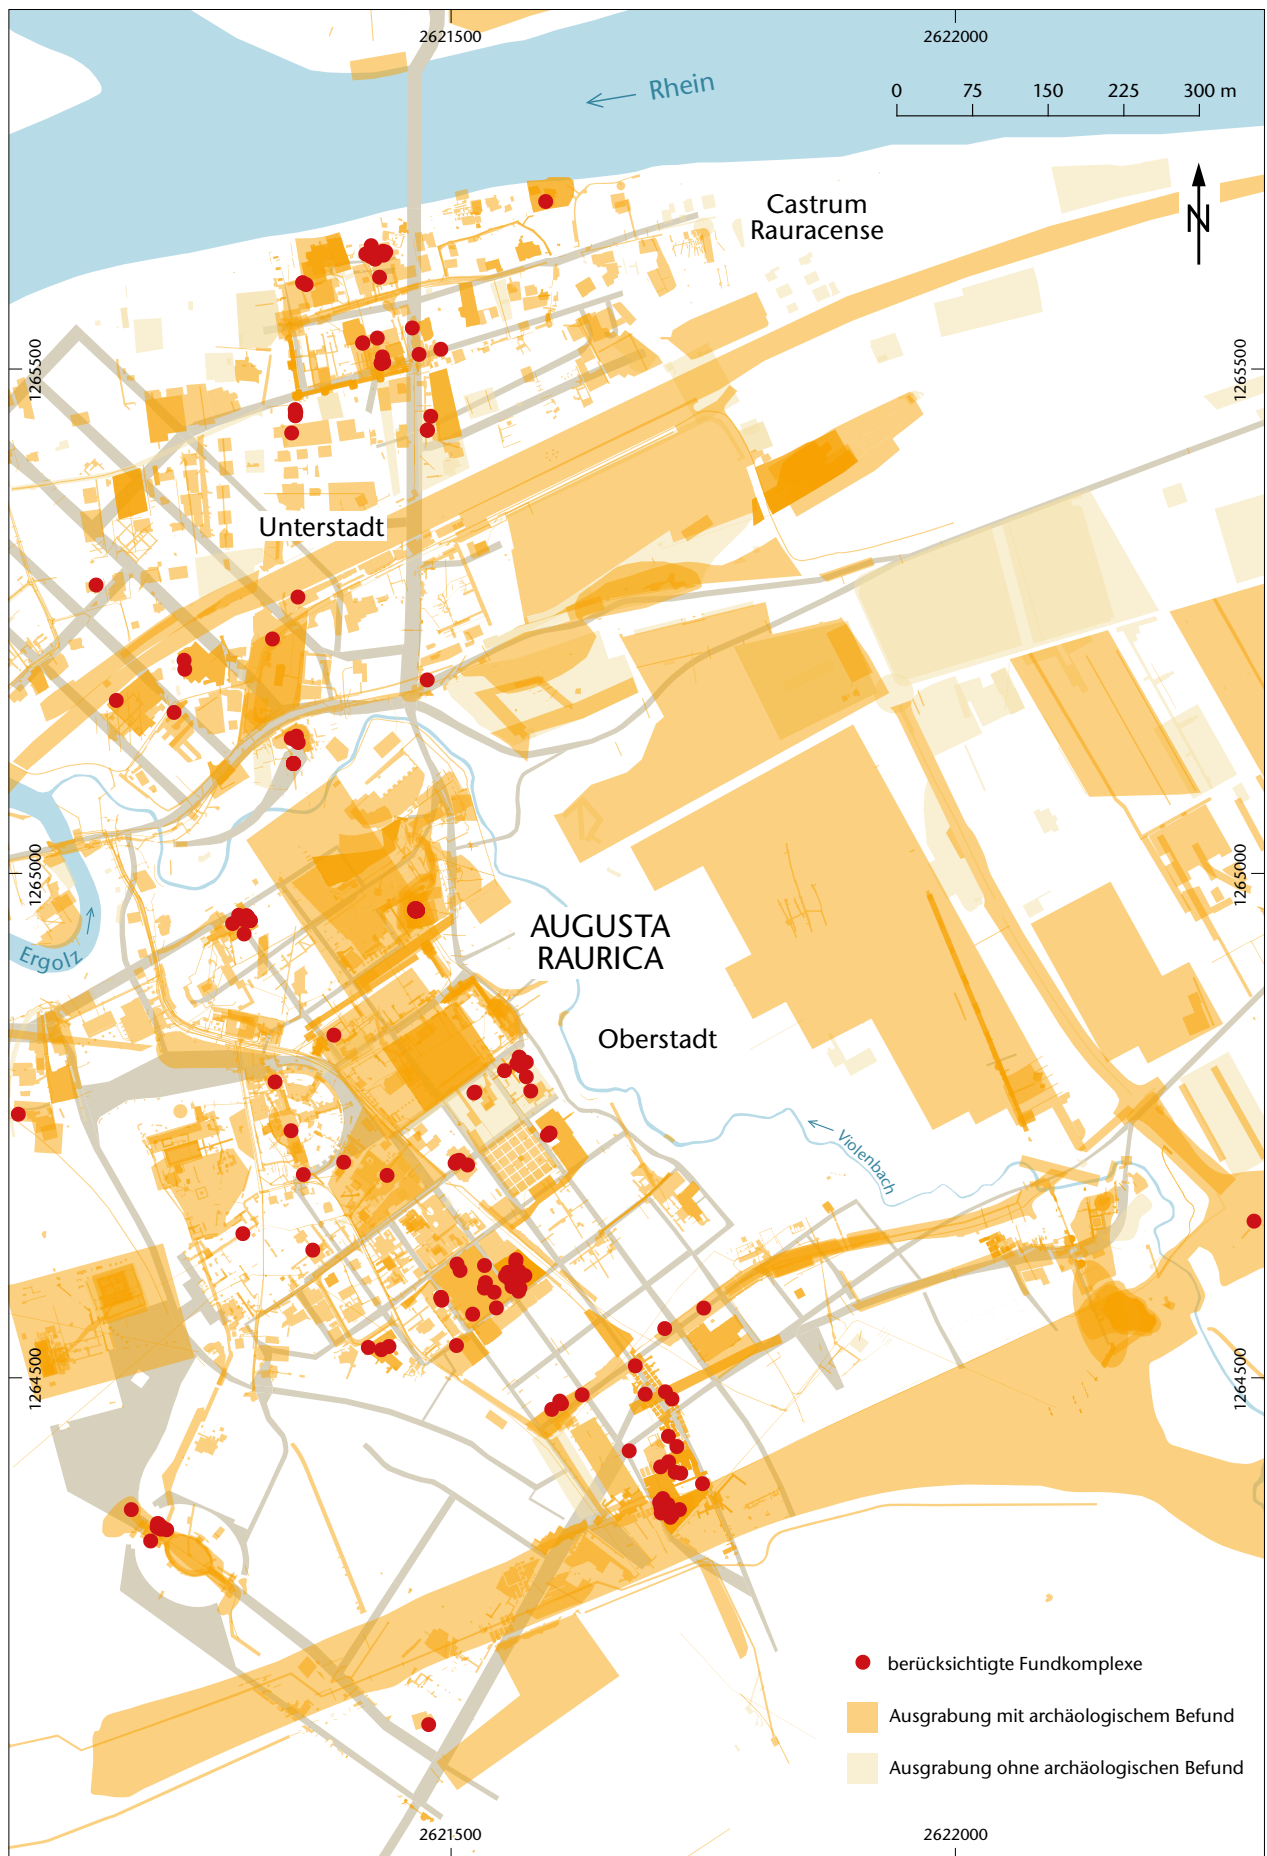 2621500
2622000
Rhein
0 75 150 225 300 m
Castrum
Rauracense
N
1265500
1265500
Unterstadt
1265000
1265000
AUGUSTA
RAURICA
Ergolz
Oberstadt
Violenbach
1264500
1264500
berücksichtigte Fundkomplexe
Ausgrabung mit archäologischem Befund
Ausgrabung ohne archäologischen Befund
2621500
2622000